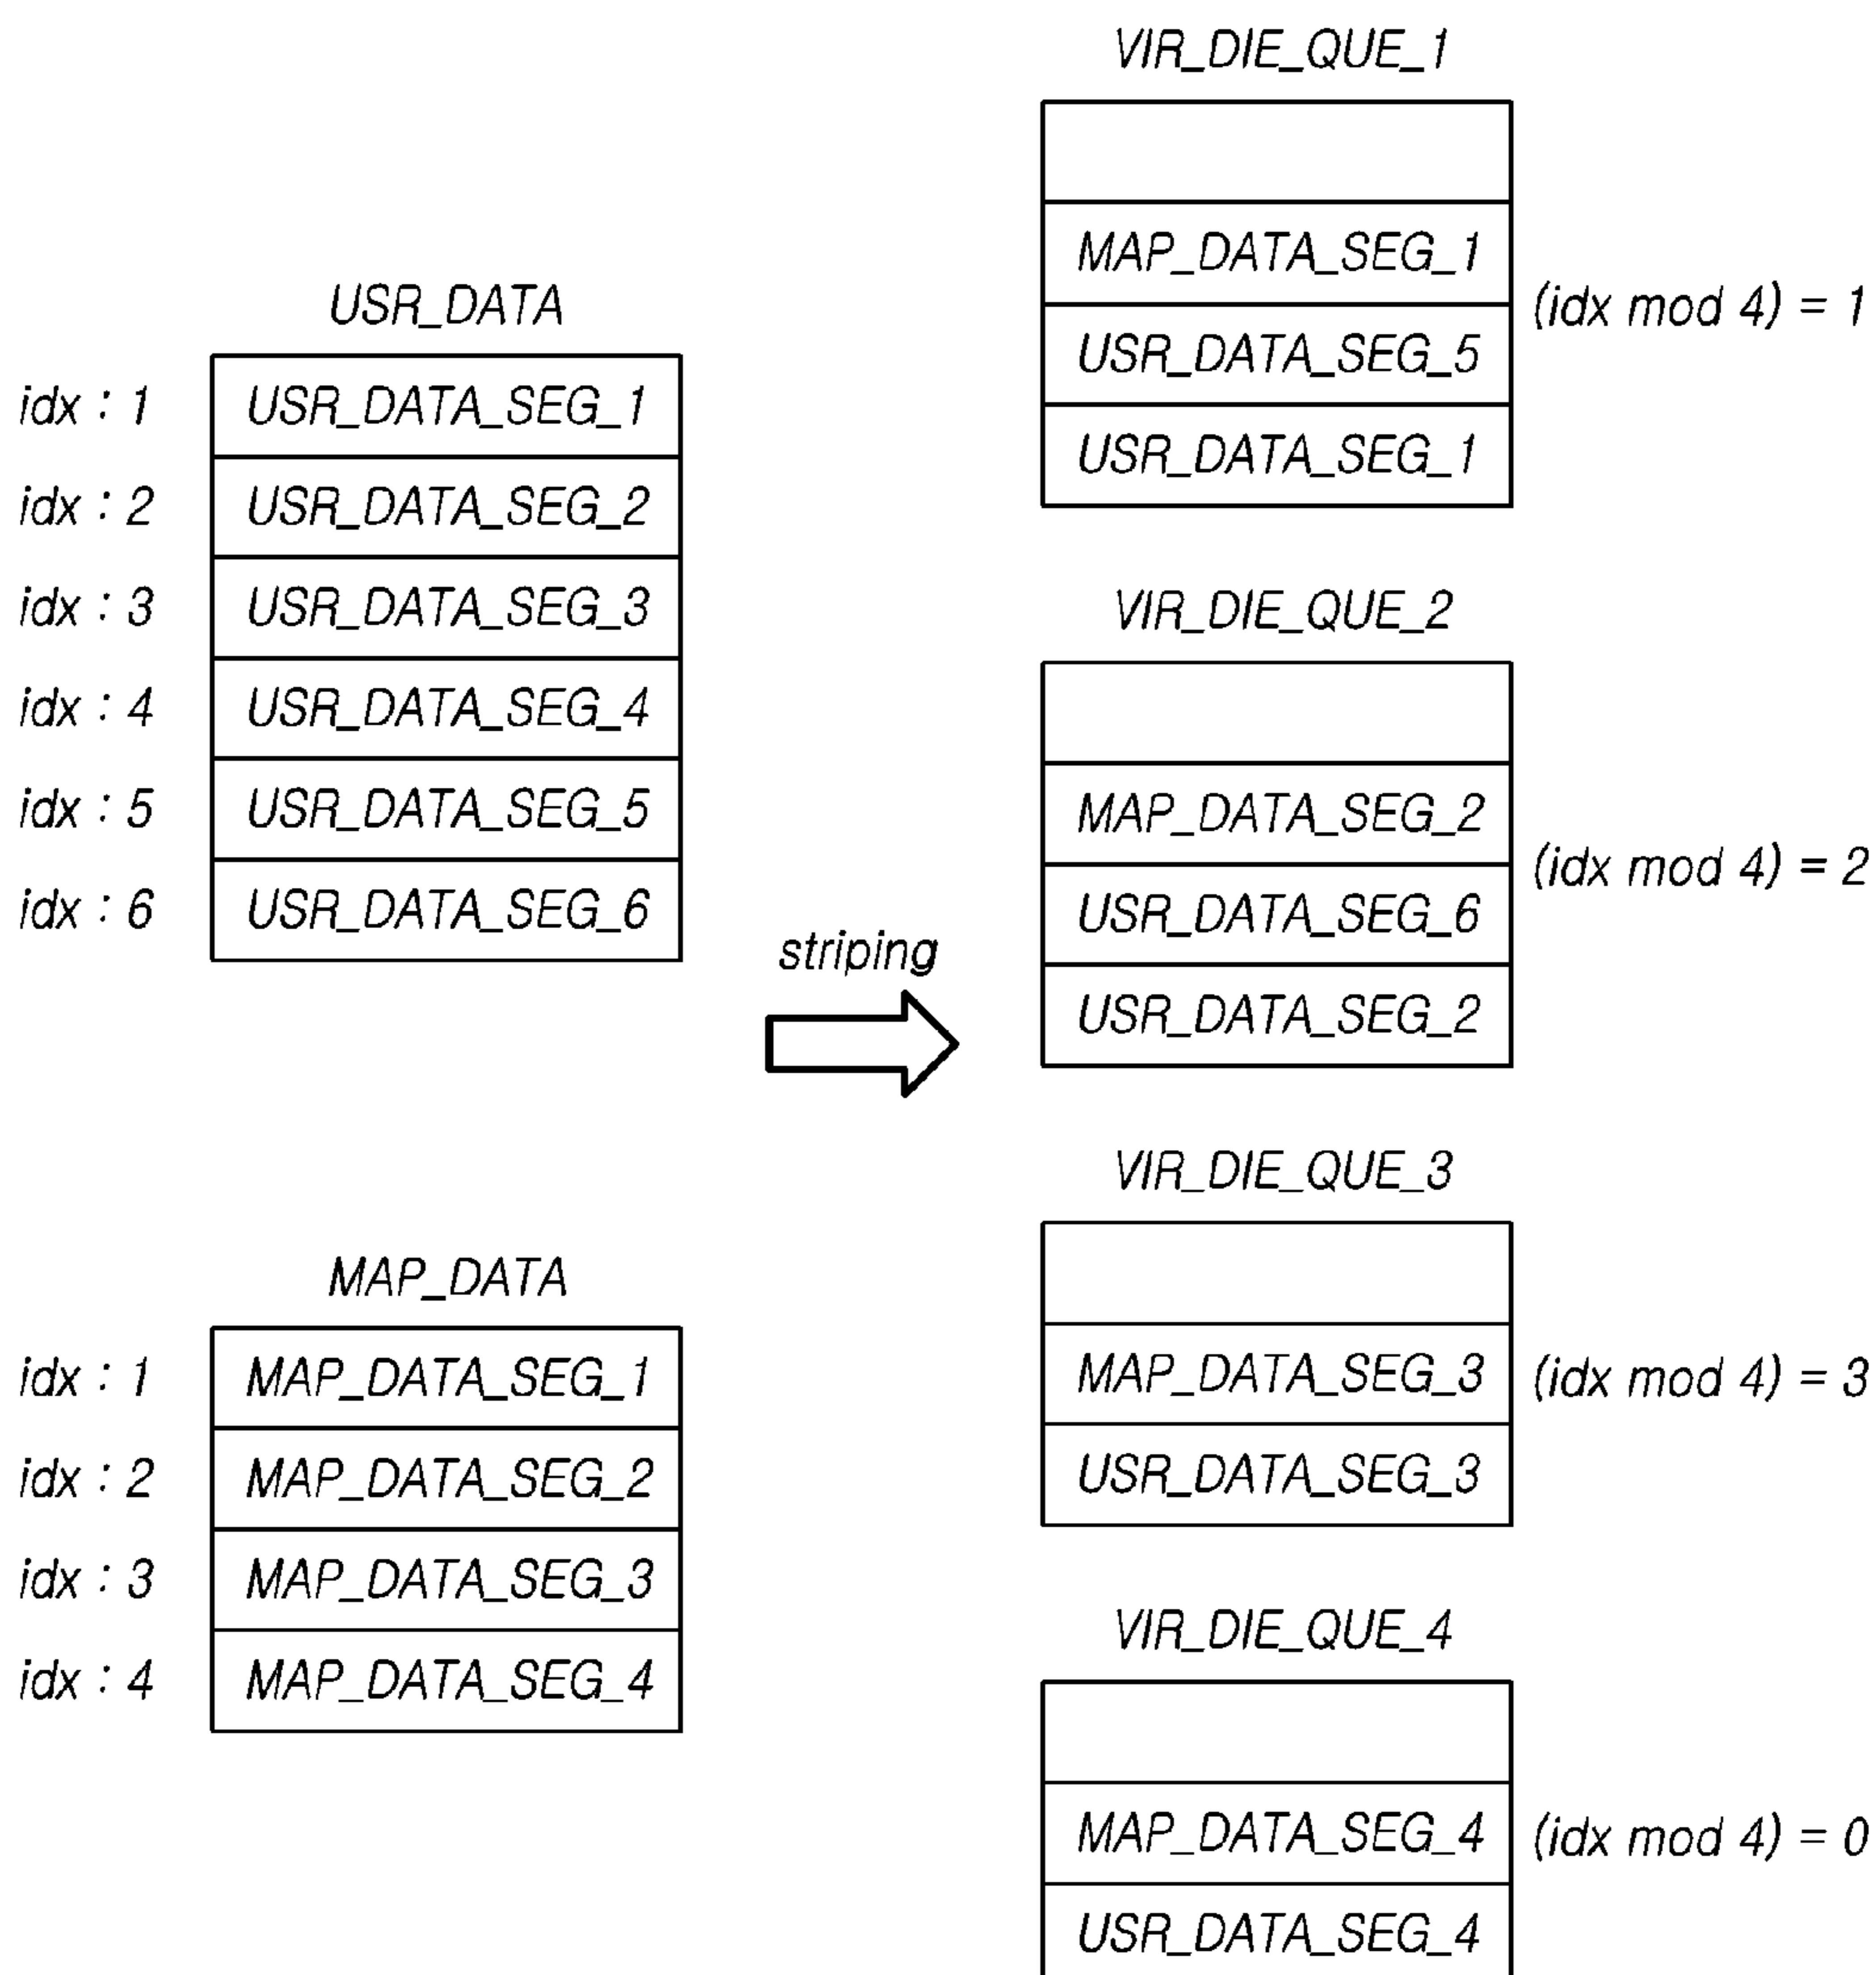 USR_DATA
idx : 1 USR_DATA_SEG_1
idx : 2 USR_DATA_SEG_2
idx : 3 USR_DATA_SEG_3
idx : 4 USR_DATA_SEG_4
idx : 5 USR_DATA_SEG_5
idx : 6 USR_DATA_SEG_6
MAP_DATA
idx : 1 MAP_DATA_SEG_1
idx : 2 MAP_DATA_SEG_2
idx : 3 MAP_DATA_SEG_3
idx : 4 MAP_DATA_SEG_4
striping
VIR_DIE_QUE_1
MAP_DATA_SEG_1
USR_DATA_SEG_5
USR_DATA_SEG_1
(idx mod 4) = 1
VIR_DIE_QUE_2
MAP_DATA_SEG_2
USR_DATA_SEG_6
USR_DATA_SEG_2
(idx mod 4) = 2
VIR_DIE_QUE_3
MAP_DATA_SEG_3
USR_DATA_SEG_3
(idx mod 4) = 3
VIR_DIE_QUE_4
MAP_DATA_SEG_4
USR_DATA_SEG_4
(idx mod 4) = 0